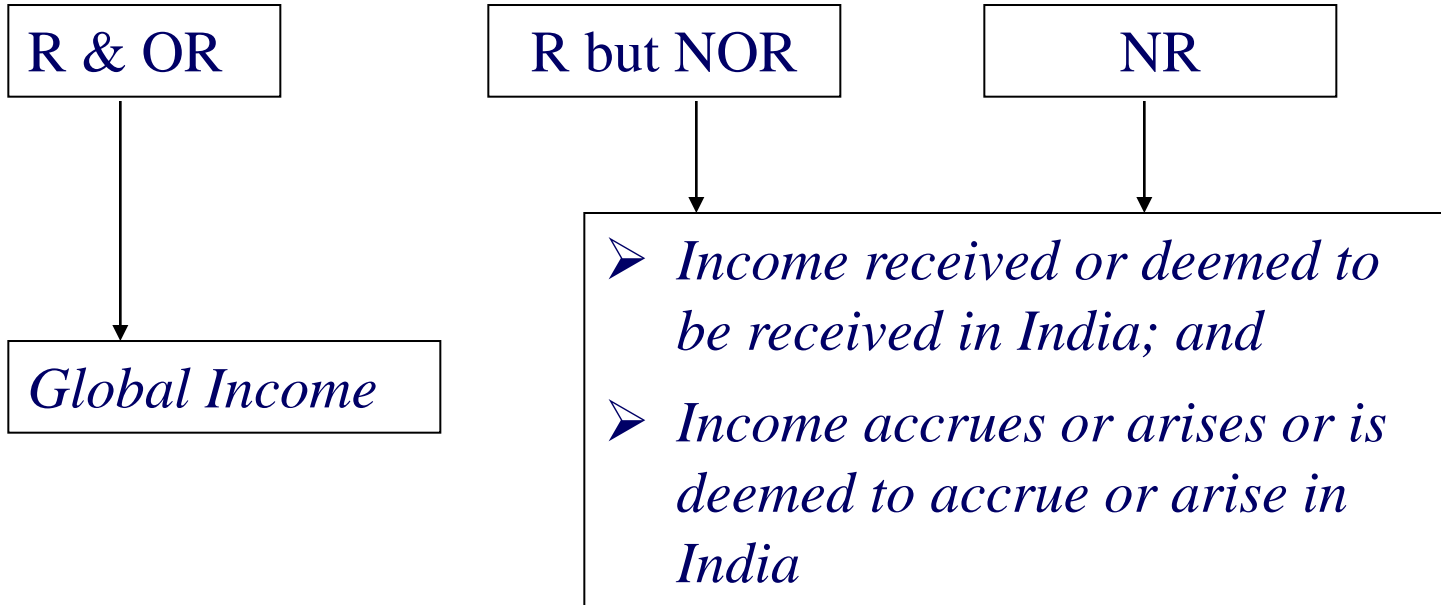 R & OR
R but NOR
NR
Global Income
➢ Income received or deemed to
be received in India; and
➢ Income accrues or arises or is
deemed to accrue or arise in
India